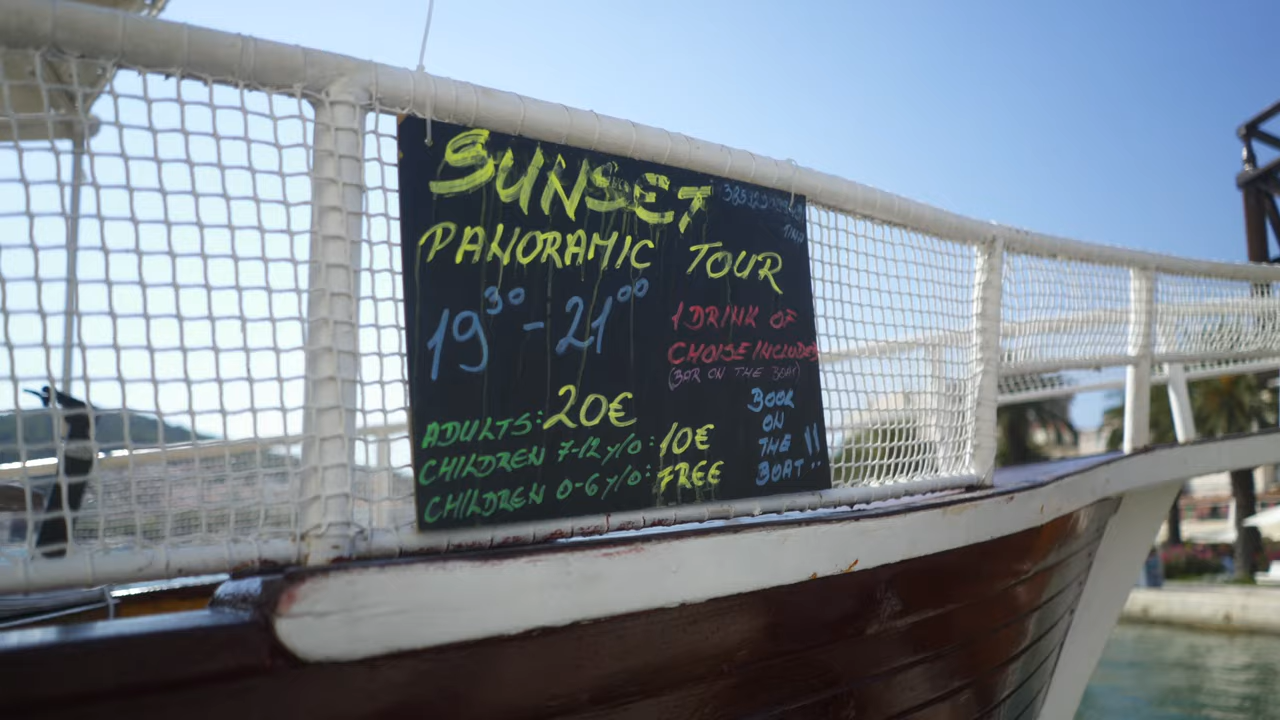 SUNSET
PANORAMIC TOUR
19³⁰ - 21⁰⁰
1 DRINK OF
CHOISE INCLUDED
(BAR ON THE BOAT)
ADULTS: 20€
CHILDREN 7-12 y/o: 10€
CHILDREN 0-6 y/o: FREE
BOOK
ON
THE
BOAT !!